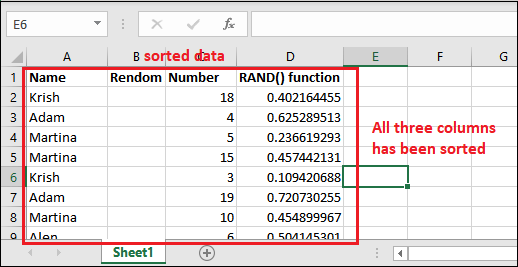 E6
fx
sorted data
A B C D E F G
1 Name Rendom Number RAND() function
2 Krish 18 0.402164455
3 Adam 4 0.625289513
4 Martina 5 0.236619293
5 Martina 15 0.457442131
6 Krish 3 0.109420688
7 Adam 19 0.720730255
8 Martina 10 0.454899967
9 Alen 6 0.504145301
All three columns
has been sorted
Sheet1